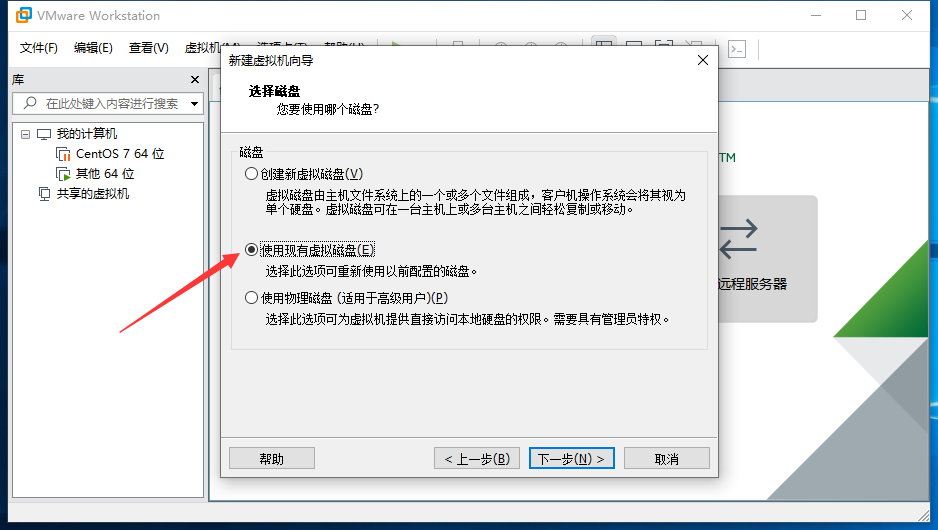 VMware Workstation
文件(F) 编辑(E) 查看(V) 虚拟机(M) 选项卡(T) 帮助(H)
库
在此处键入内容进行搜索
我的计算机
CentOS 7 64 位
其他 64 位
共享的虚拟机
新建虚拟机向导
选择磁盘
您要使用哪个磁盘?
磁盘
创建新虚拟磁盘(V)
虚拟磁盘由主机文件系统上的一个或多个文件组成，客户机操作系统会将其视为
单个硬盘。虚拟磁盘可在一台主机上或多台主机之间轻松复制或移动。
使用现有虚拟磁盘(E)
选择此选项可重新使用以前配置的磁盘。
使用物理磁盘 (适用于高级用户)(P)
选择此选项可为虚拟机提供直接访问本地硬盘的权限。需要具有管理员特权。
TM
远程服务器
帮助
< 上一步(B)
下一步(N) >
取消